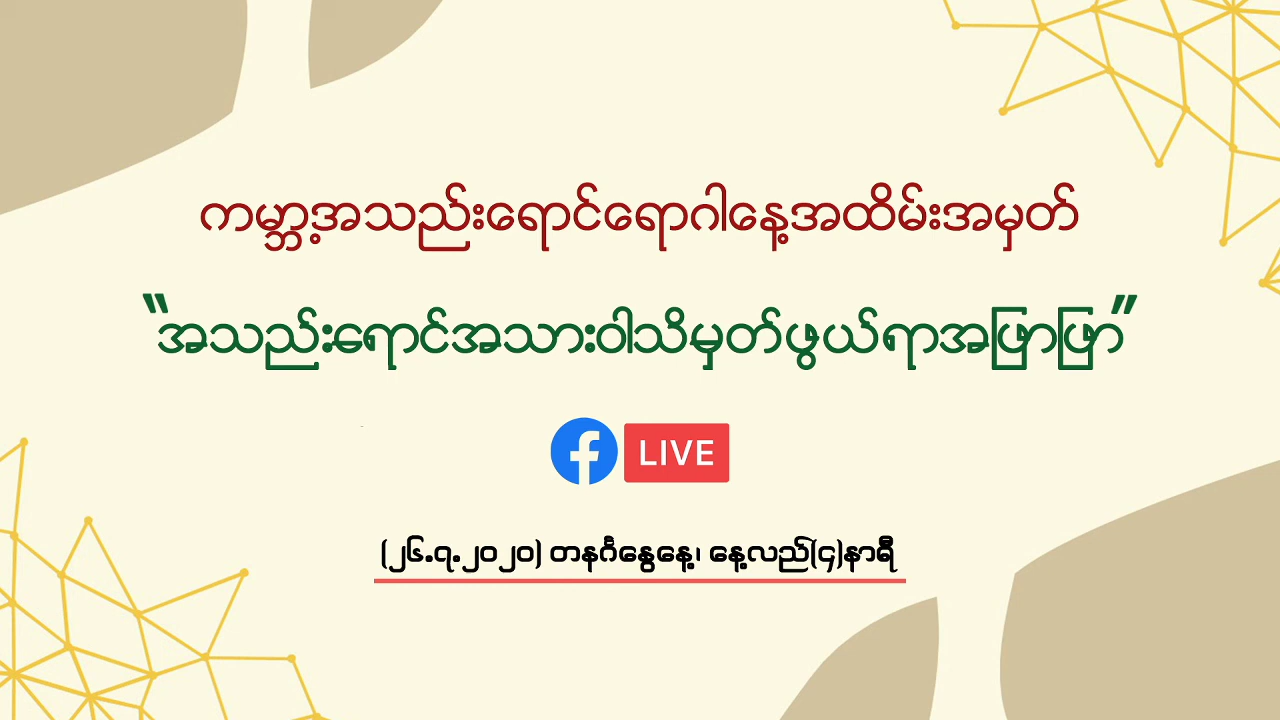 ကမ္ဘာ့အသည်းရောင်ရောဂါနေ့အထိမ်းအမှတ်
"အသည်းရောင်အသားဝါသိမှတ်ဖွယ်ရာအဖြာဖြာ"
LIVE
(၂၆.၇.၂၀၂၀) တနင်္ဂနွေနေ့၊ နေ့လည်(၄)နာရီ